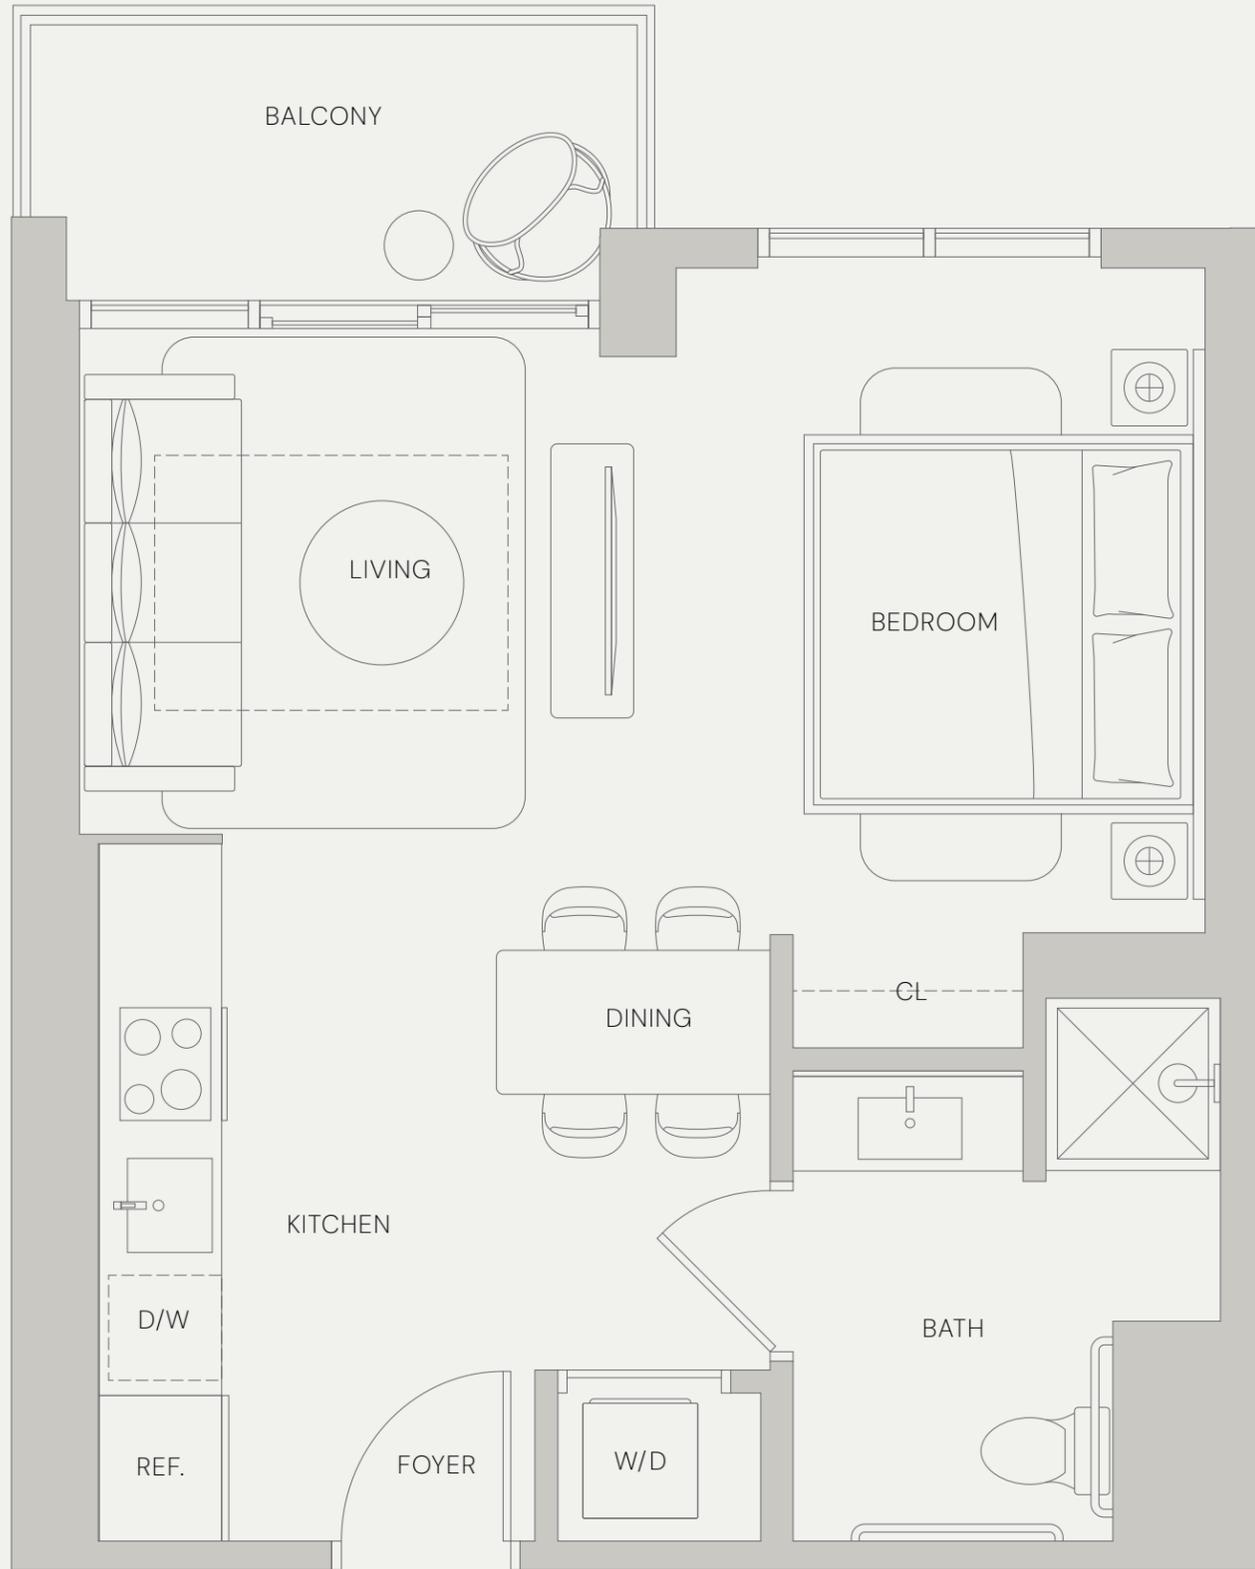 BALCONY
LIVING
BEDROOM
CL
DINING
KITCHEN
D/W
BATH
REF.
FOYER
W/D